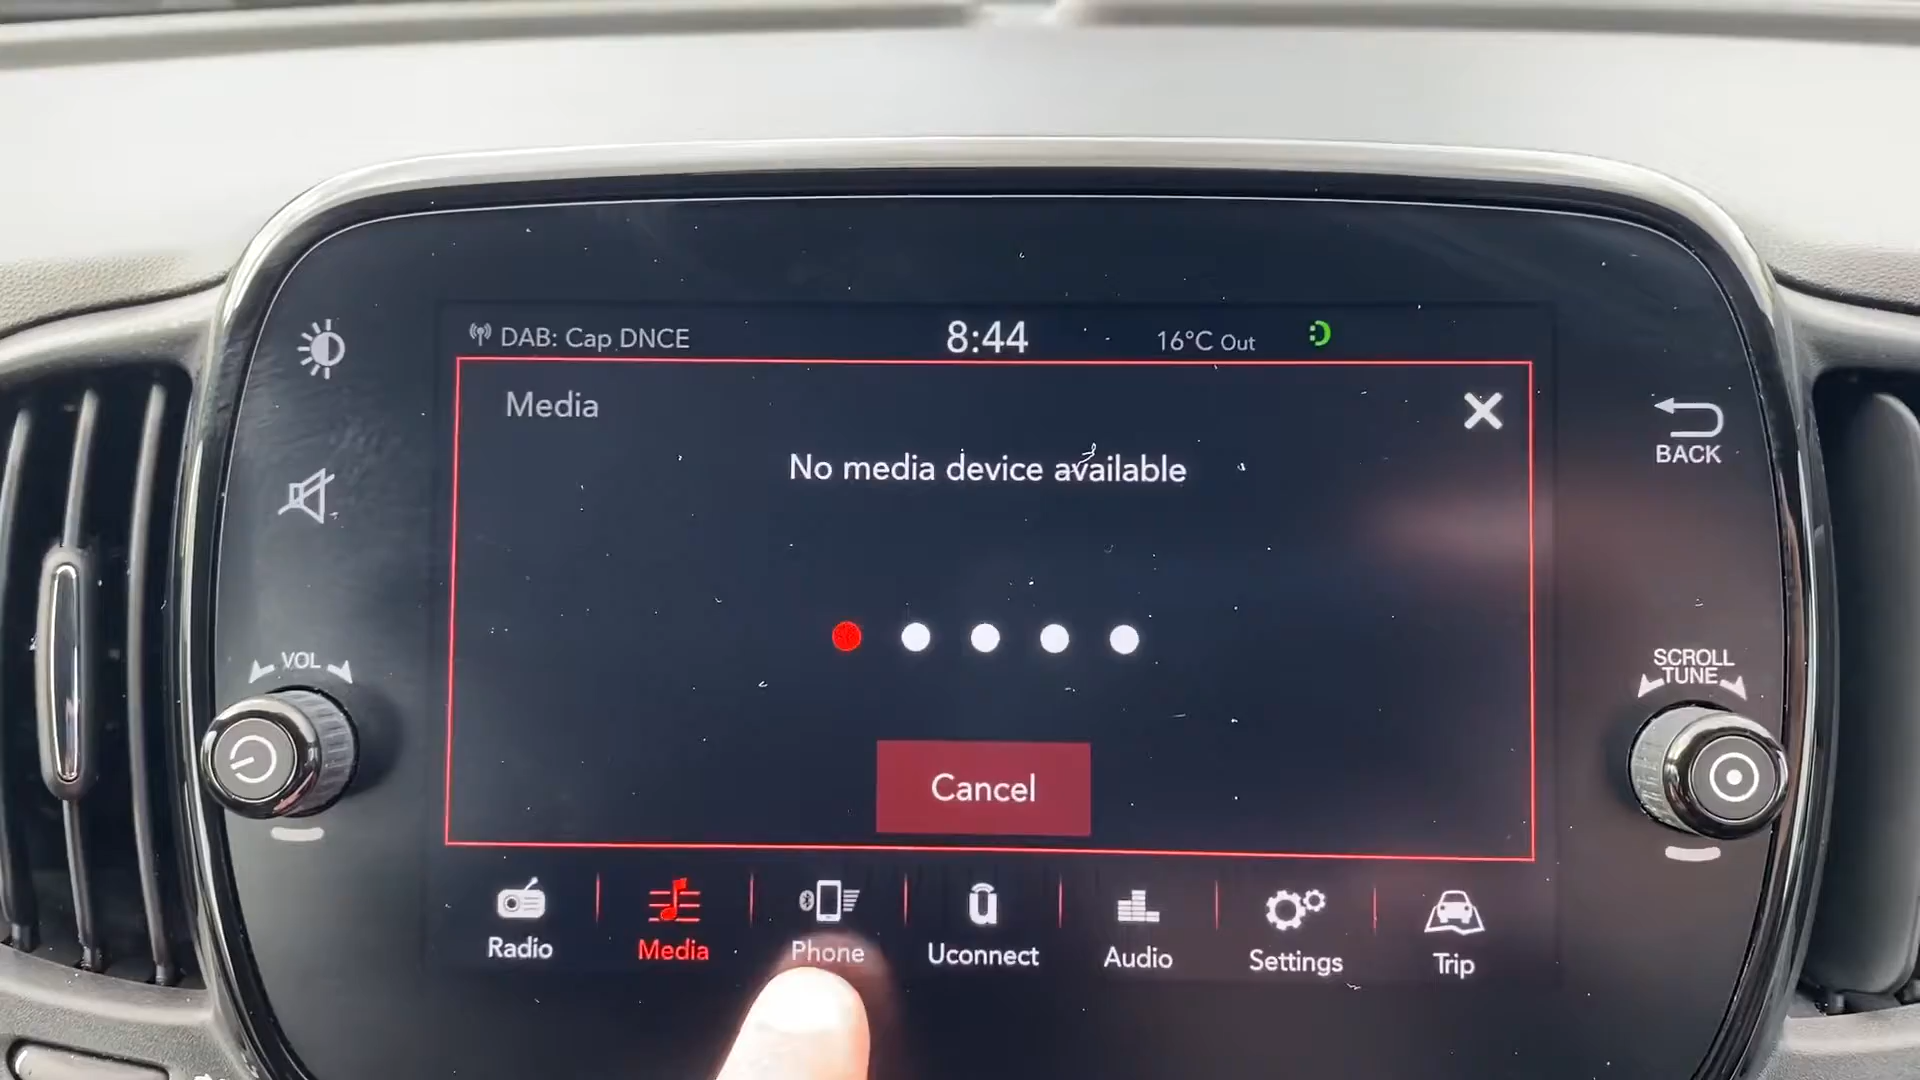 DAB: Cap DNCE
8:44
16°C Out
Media
BACK
No media device available
VOL
SCROLL
TUNE
Cancel
Radio
Media
Phone
Uconnect
Audio
Settings
Trip